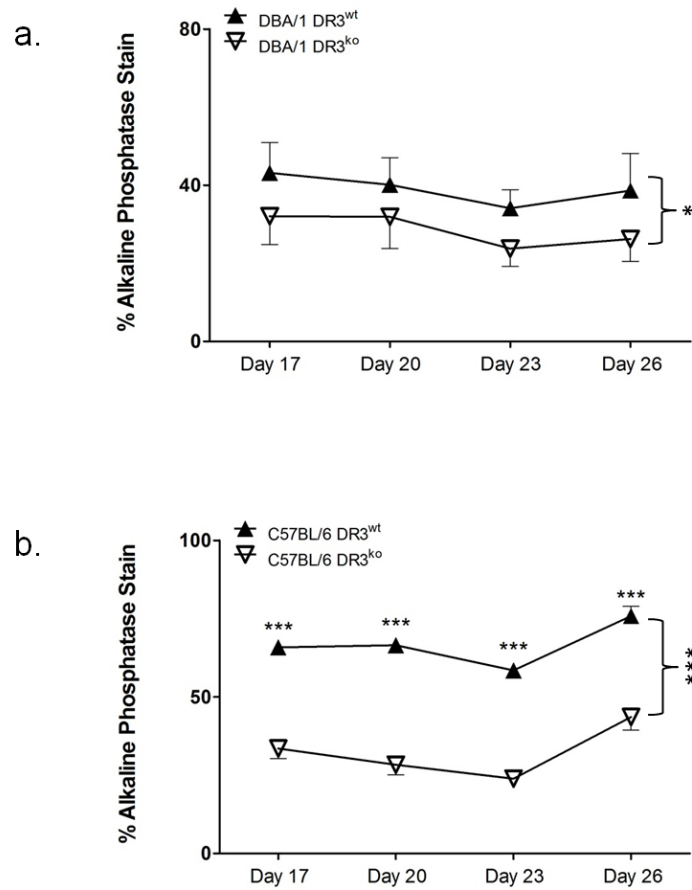 a.
% Alkaline Phosphatase Stain
DBA/1 DR3wt
DBA/1 DR3ko
80
40
0
*
Day 17 Day 20 Day 23 Day 26
b.
% Alkaline Phosphatase Stain
C57BL/6 DR3wt
C57BL/6 DR3ko
100
50
0
*** *** *** ***
***
Day 17 Day 20 Day 23 Day 26